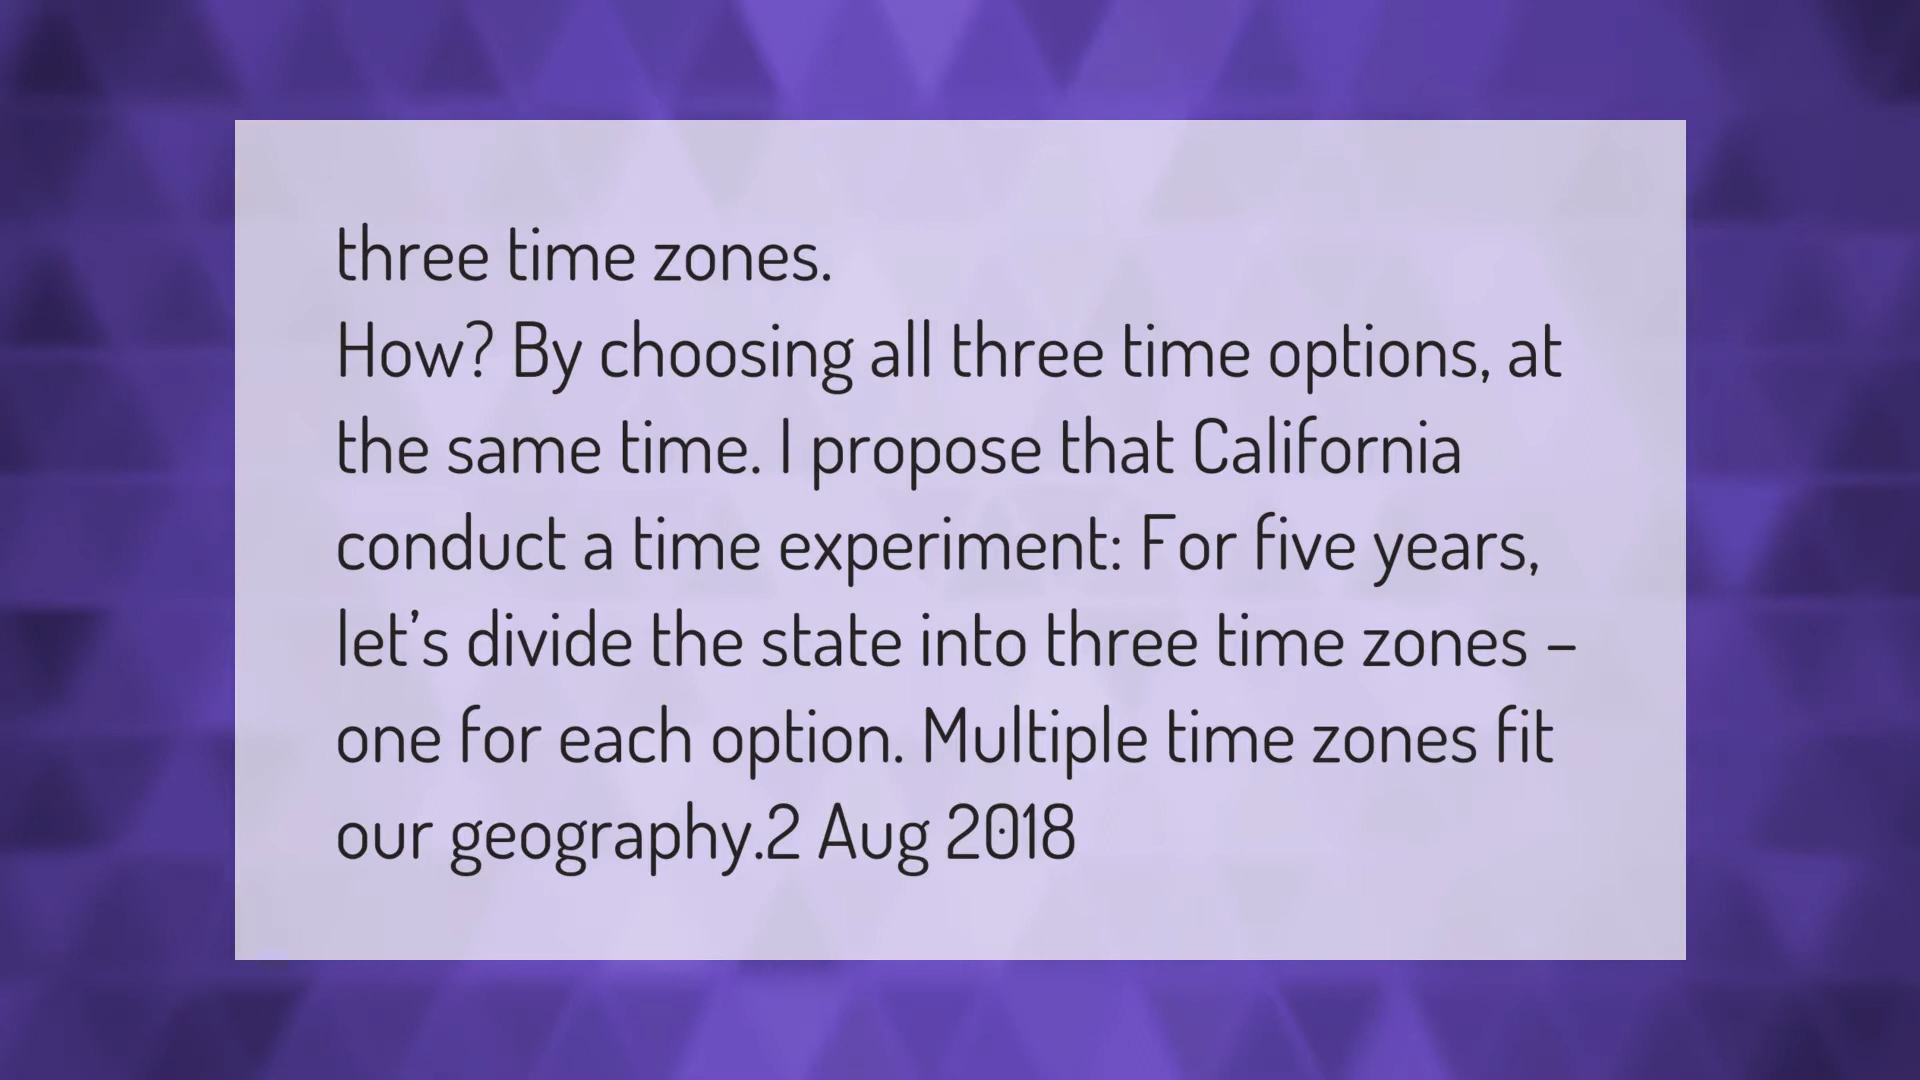 three time zones.
How? By choosing all three time options, at
the same time. I propose that California
conduct a time experiment: For five years,
let’s divide the state into three time zones –
one for each option. Multiple time zones fit
our geography.2 Aug 2018